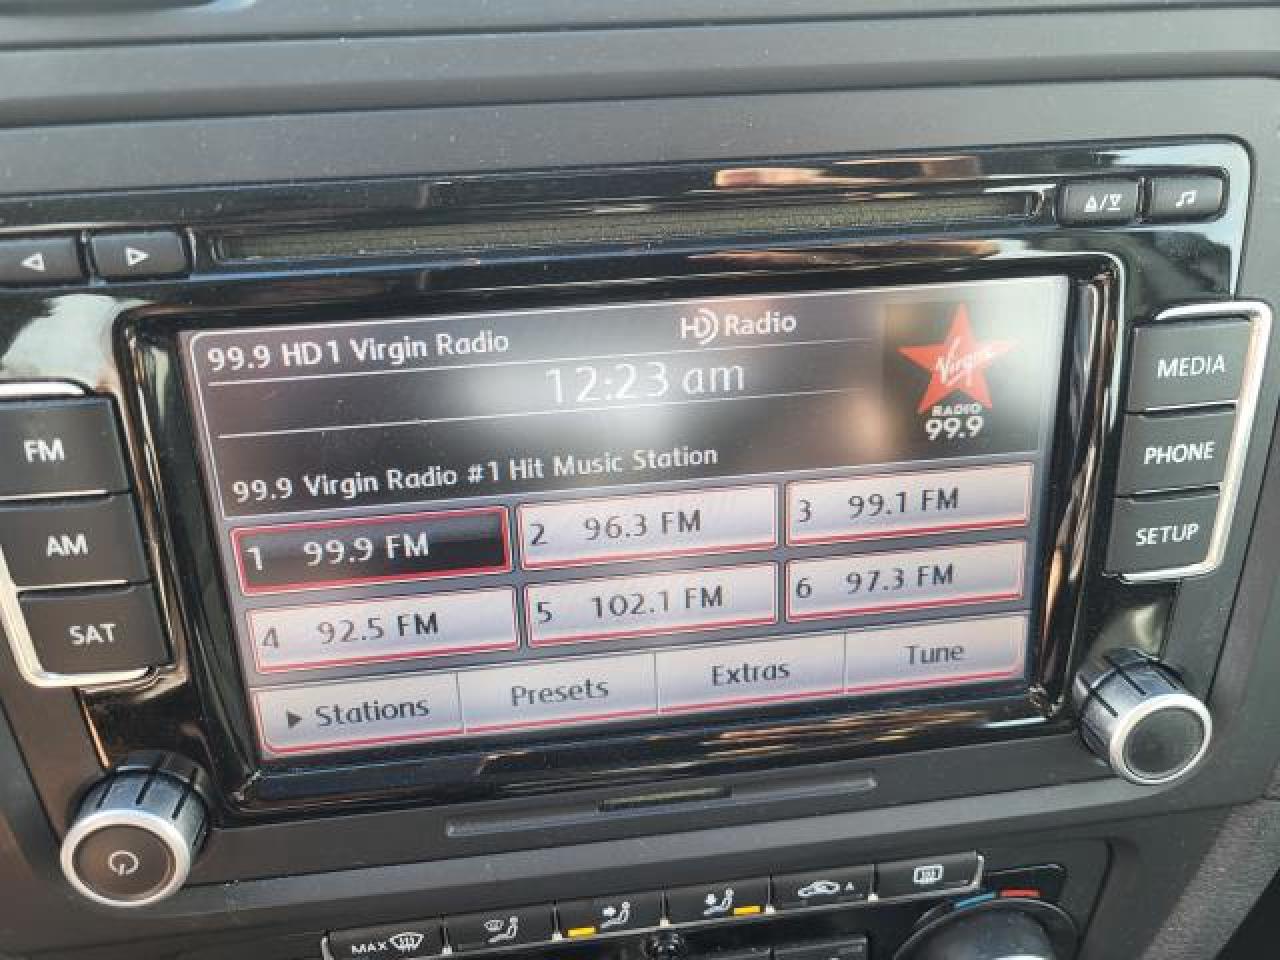 99.9 HD1 Virgin Radio
HD Radio
12:23 am
Virgin
RADIO
99.9
99.9 Virgin Radio #1 Hit Music Station
1 99.9 FM
2 96.3 FM
3 99.1 FM
4 92.5 FM
5 102.1 FM
6 97.3 FM
Stations
Presets
Extras
Tune
FM
AM
SAT
MEDIA
PHONE
SETUP
MAX
A